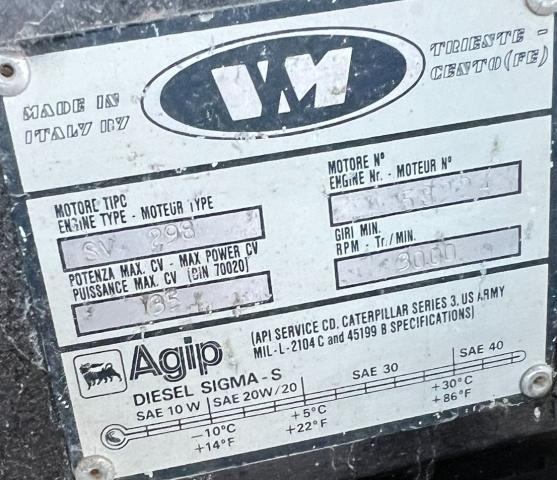 MADE IN
ITALY BY
VM
TRIESTE -
CENTO (FE)
MOTORE TIPO
ENGINE TYPE - MOTEUR TYPE
SV 298
MOTORE N°
ENGINE Nr. - MOTEUR N°
POTENZA MAX. CV - MAX POWER CV
PUISSANCE MAX. CV (DIN 70020)
GIRI MIN.
RPM - Tr./MIN.
3000
Agip
DIESEL SIGMA - S
(API SERVICE CD, CATERPILLAR SERIES 3, US ARMY
MIL-L-2104 C and 45199 B SPECIFICATIONS)
SAE 10 W SAE 20W/20 SAE 30 SAE 40
-10°C +5°C +30°C
+14°F +22°F +86°F